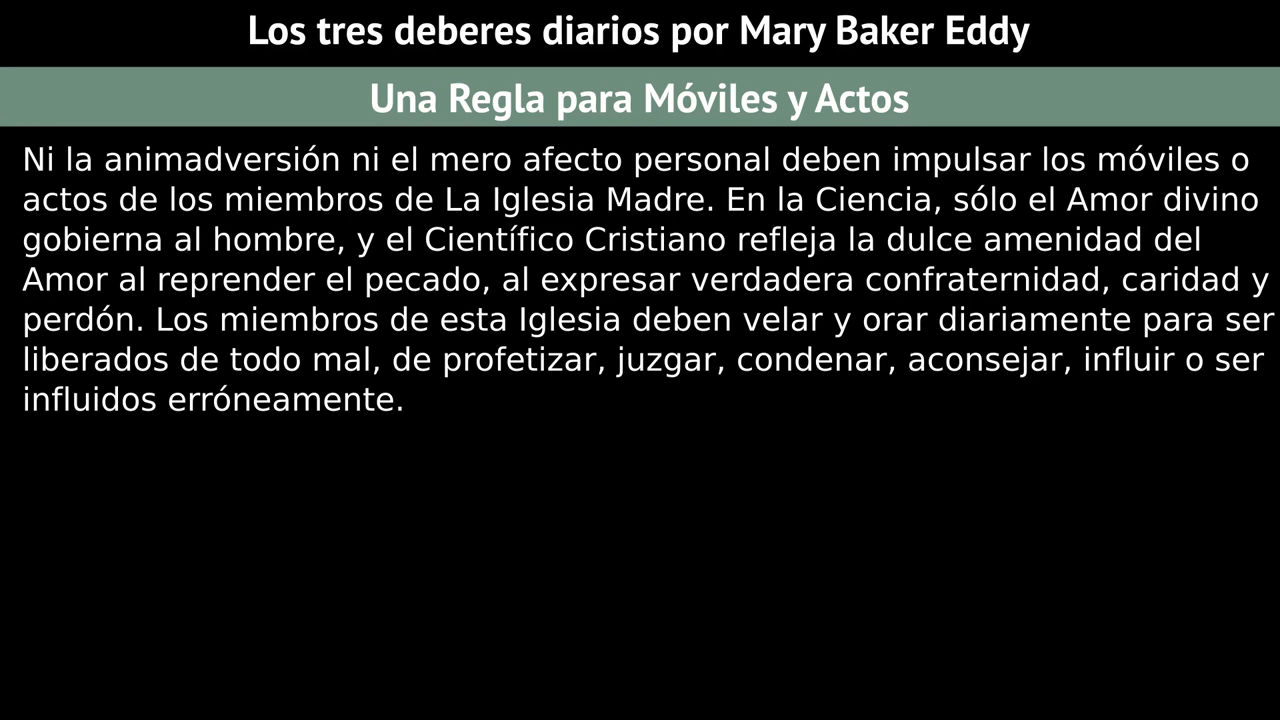 Los tres deberes diarios por Mary Baker Eddy
Una Regla para Móviles y Actos
Ni la animadversión ni el mero afecto personal deben impulsar los móviles o
actos de los miembros de La Iglesia Madre. En la Ciencia, sólo el Amor divino
gobierna al hombre, y el Científico Cristiano refleja la dulce amenidad del
Amor al reprender el pecado, al expresar verdadera confraternidad, caridad y
perdón. Los miembros de esta Iglesia deben velar y orar diariamente para ser
liberados de todo mal, de profetizar, juzgar, condenar, aconsejar, influir o ser
influidos erróneamente.